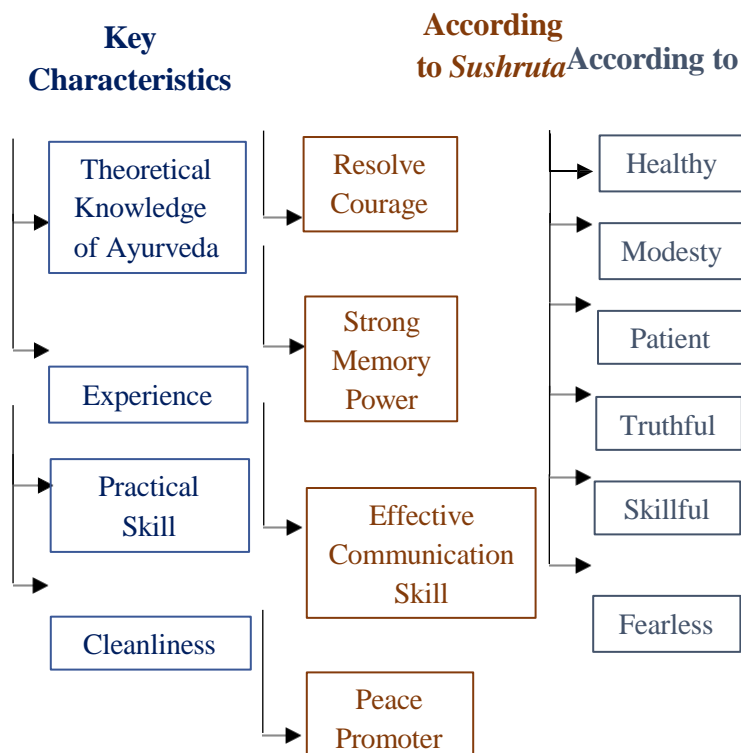 Key
Characteristics
Theoretical
Knowledge
of Ayurveda
Experience
Practical
Skill
Cleanliness
According
to Sushruta
Resolve
Courage
Strong
Memory
Power
Effective
Communication
Skill
Peace
Promoter
According to
Healthy
Modesty
Patient
Truthful
Skillful
Fearless